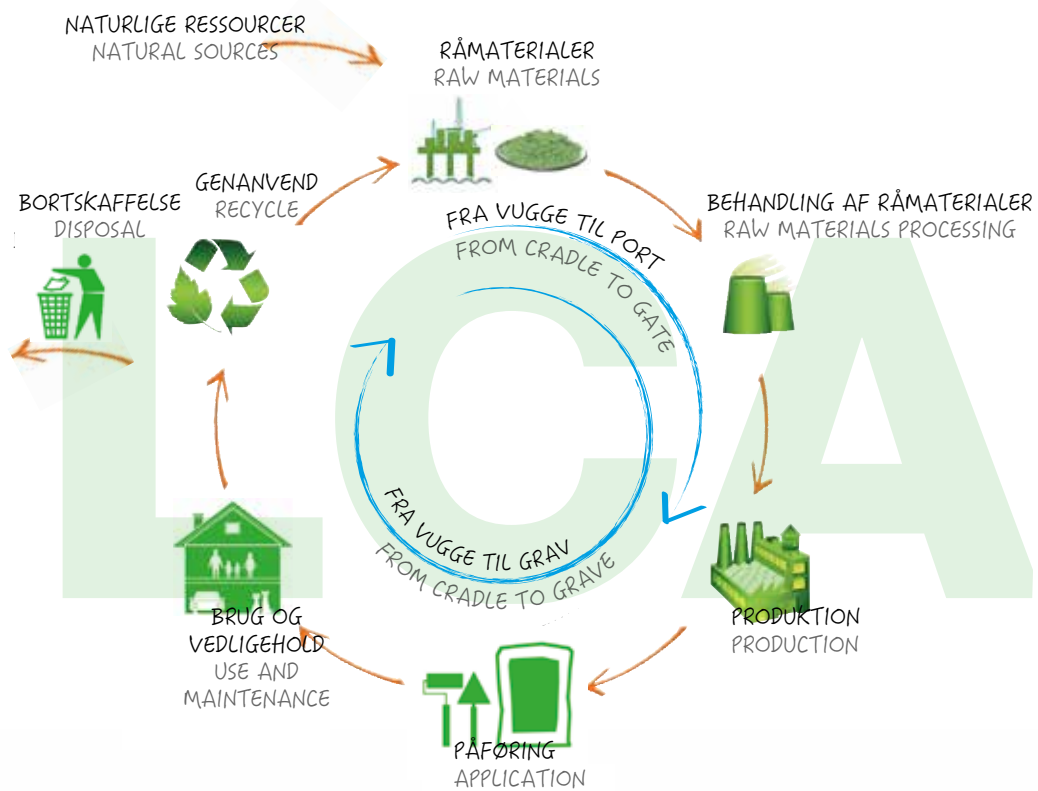 NATURLIGE RESSOURCER
NATURAL SOURCES
RÅMATERIALER
RAW MATERIALS
GENANVEND
RECYCLE
BORTSKAFFELSE
DISPOSAL
BEHANDLING AF RÅMATERIALER
RAW MATERIALS PROCESSING
FRA VUGGE TIL PORT
FROM CRADLE TO GATE
LCA
FRA VUGGE TIL GRAV
FROM CRADLE TO GRAVE
BRUG OG
VEDLIGEHOLD
USE AND
MAINTENANCE
PRODUKTION
PRODUCTION
PÅFØRING
APPLICATION